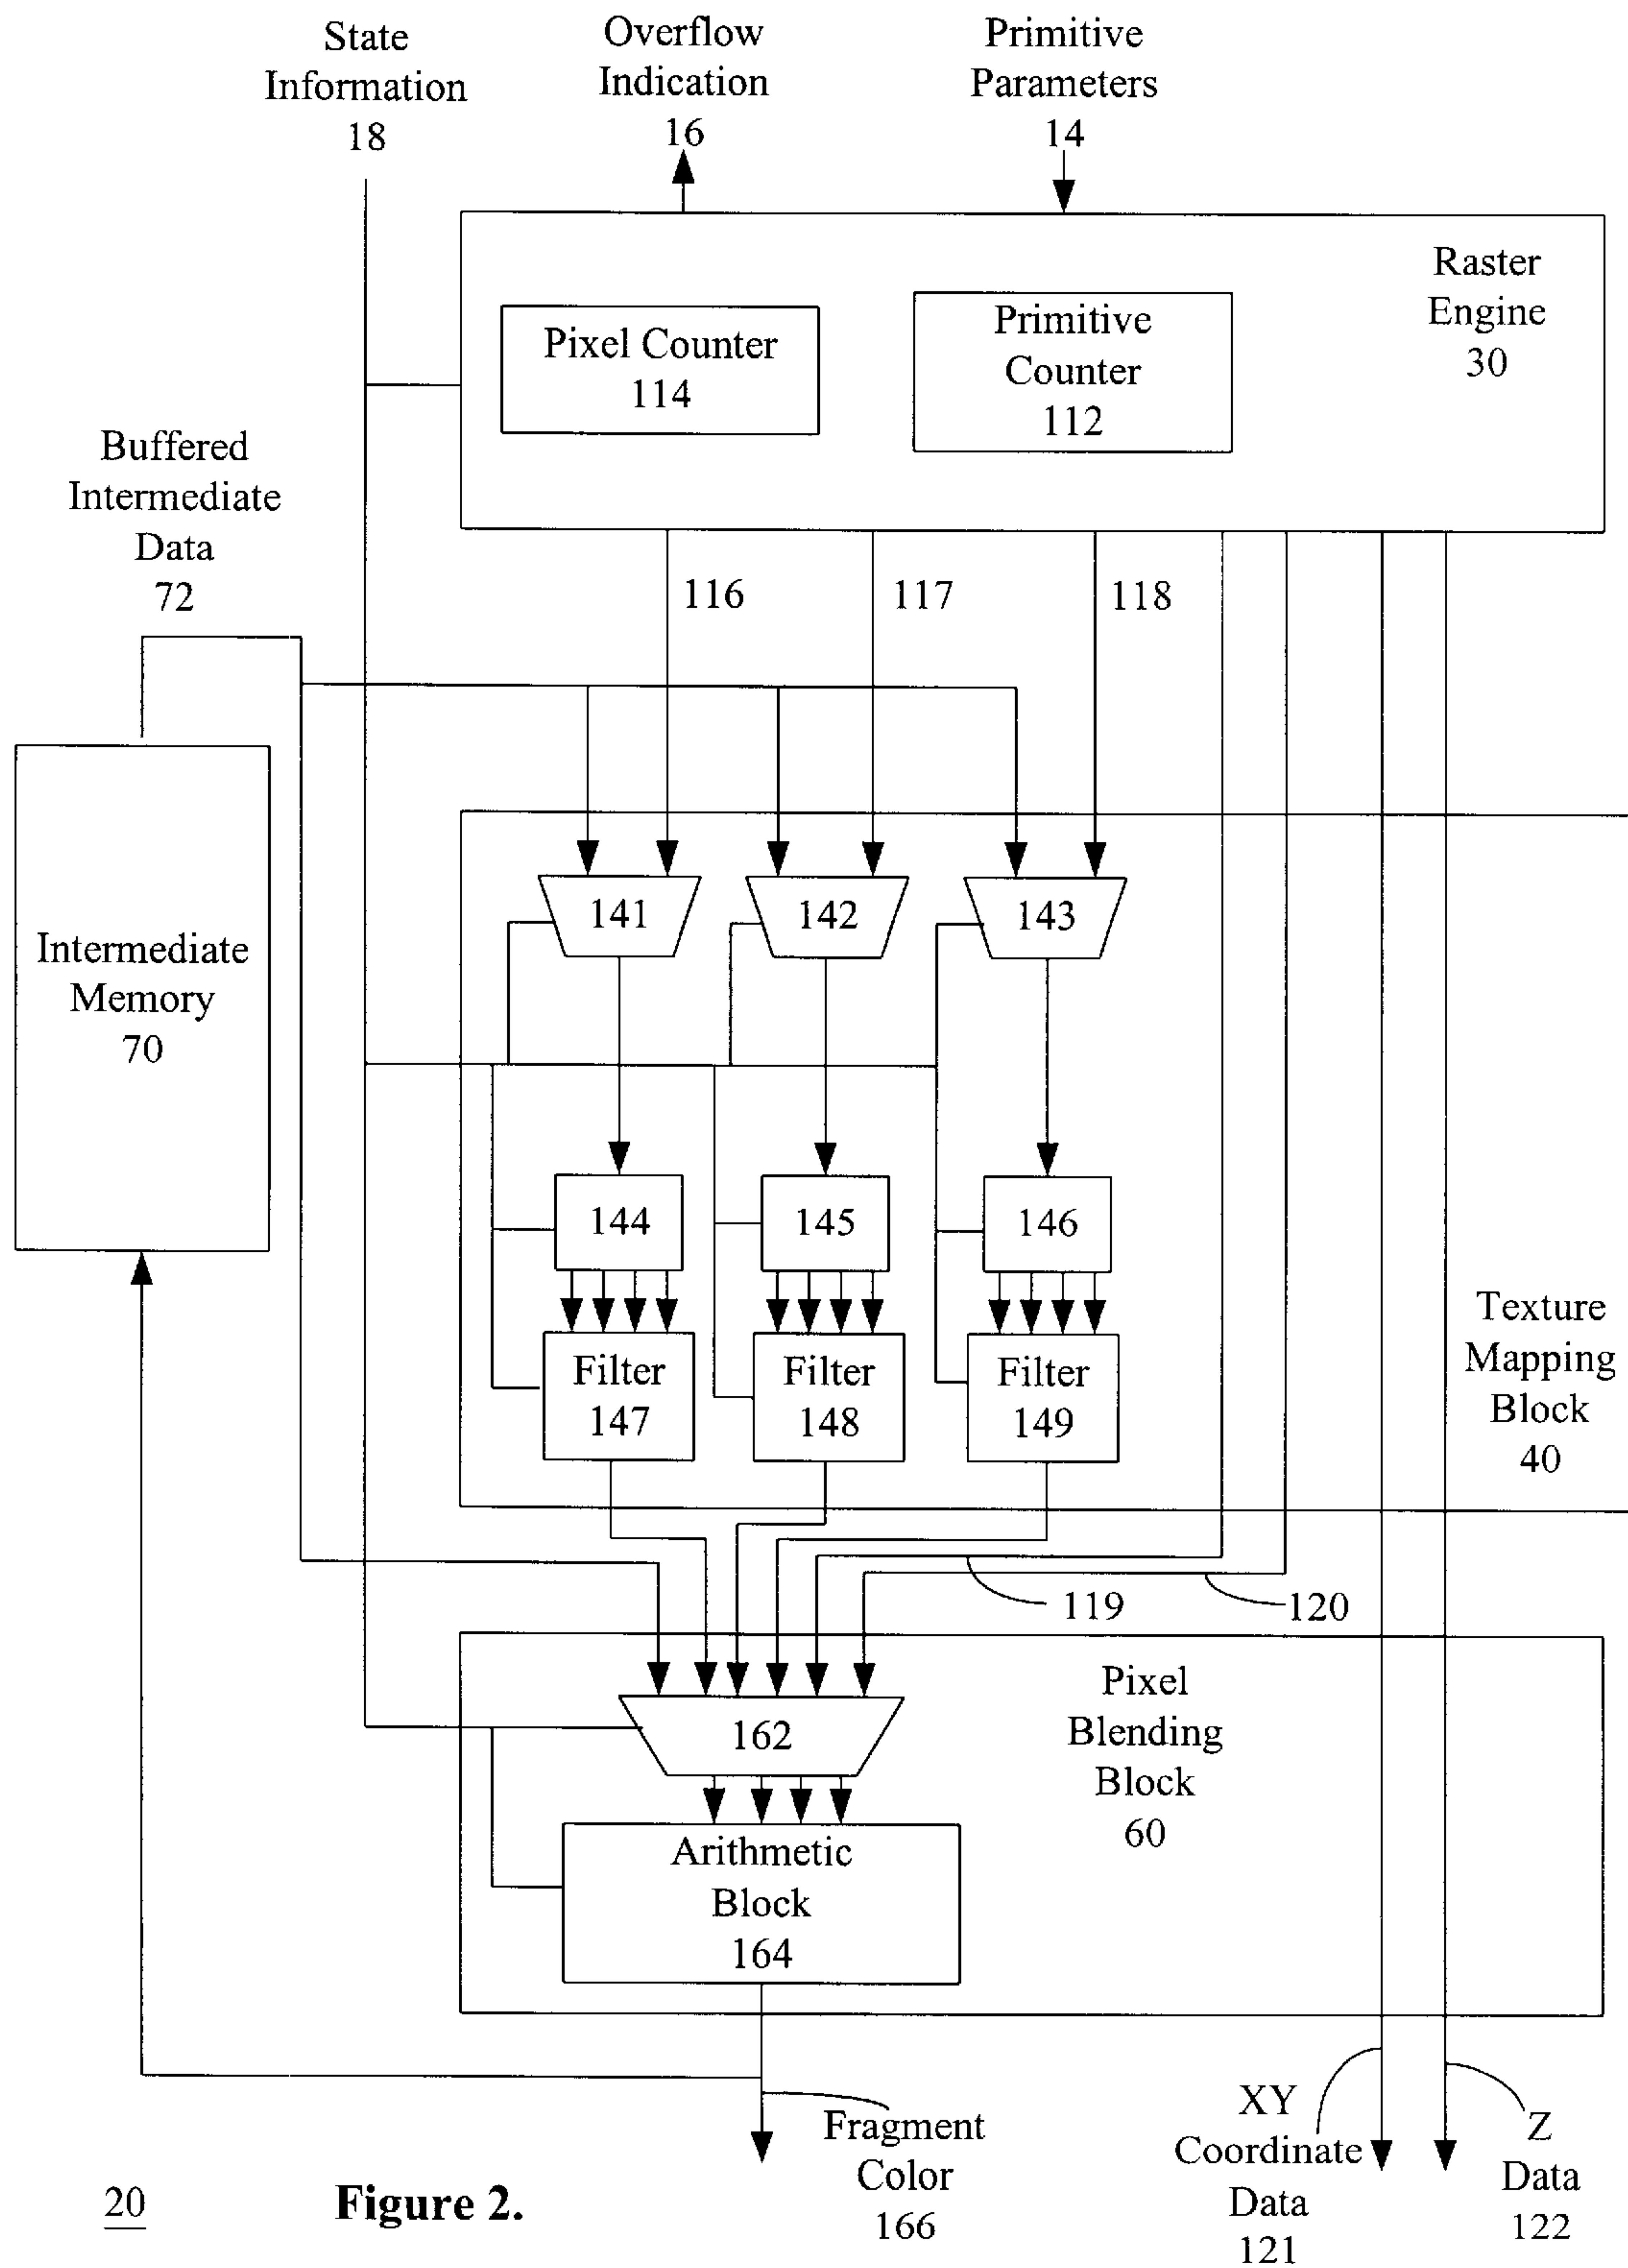 State
Information
18
Overflow
Indication
16
Primitive
Parameters
14
Raster
Engine
30
Pixel Counter
114
Primitive
Counter
112
Buffered
Intermediate
Data
72
116
117
118
Intermediate
Memory
70
141
142
143
144
145
146
Filter
147
Filter
148
Filter
149
Texture
Mapping
Block
40
119
120
162
Pixel
Blending
Block
60
Arithmetic
Block
164
Fragment
Color
166
XY
Coordinate
Data
121
Z
Data
122
20
Figure 2.